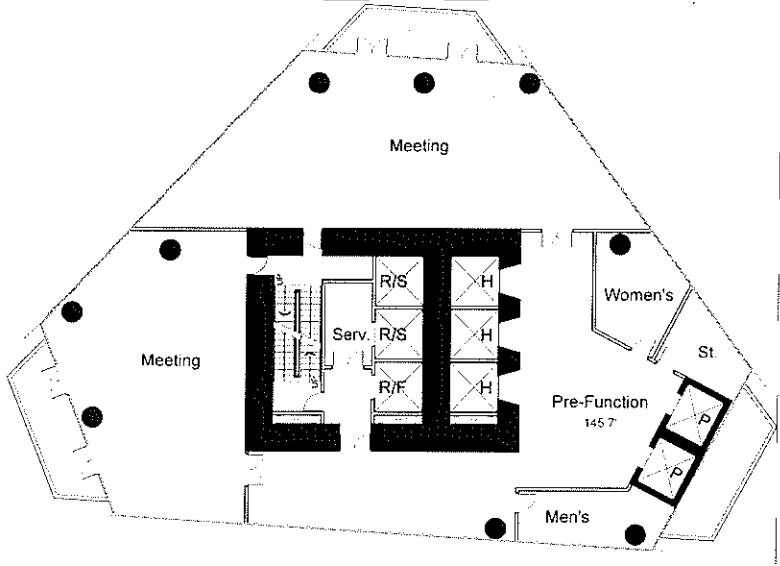 Meeting
R/S
H
Women's
Serv.
R/S
H
St.
Meeting
R/F
H
Pre-Function
145.7'
P
P
Men's